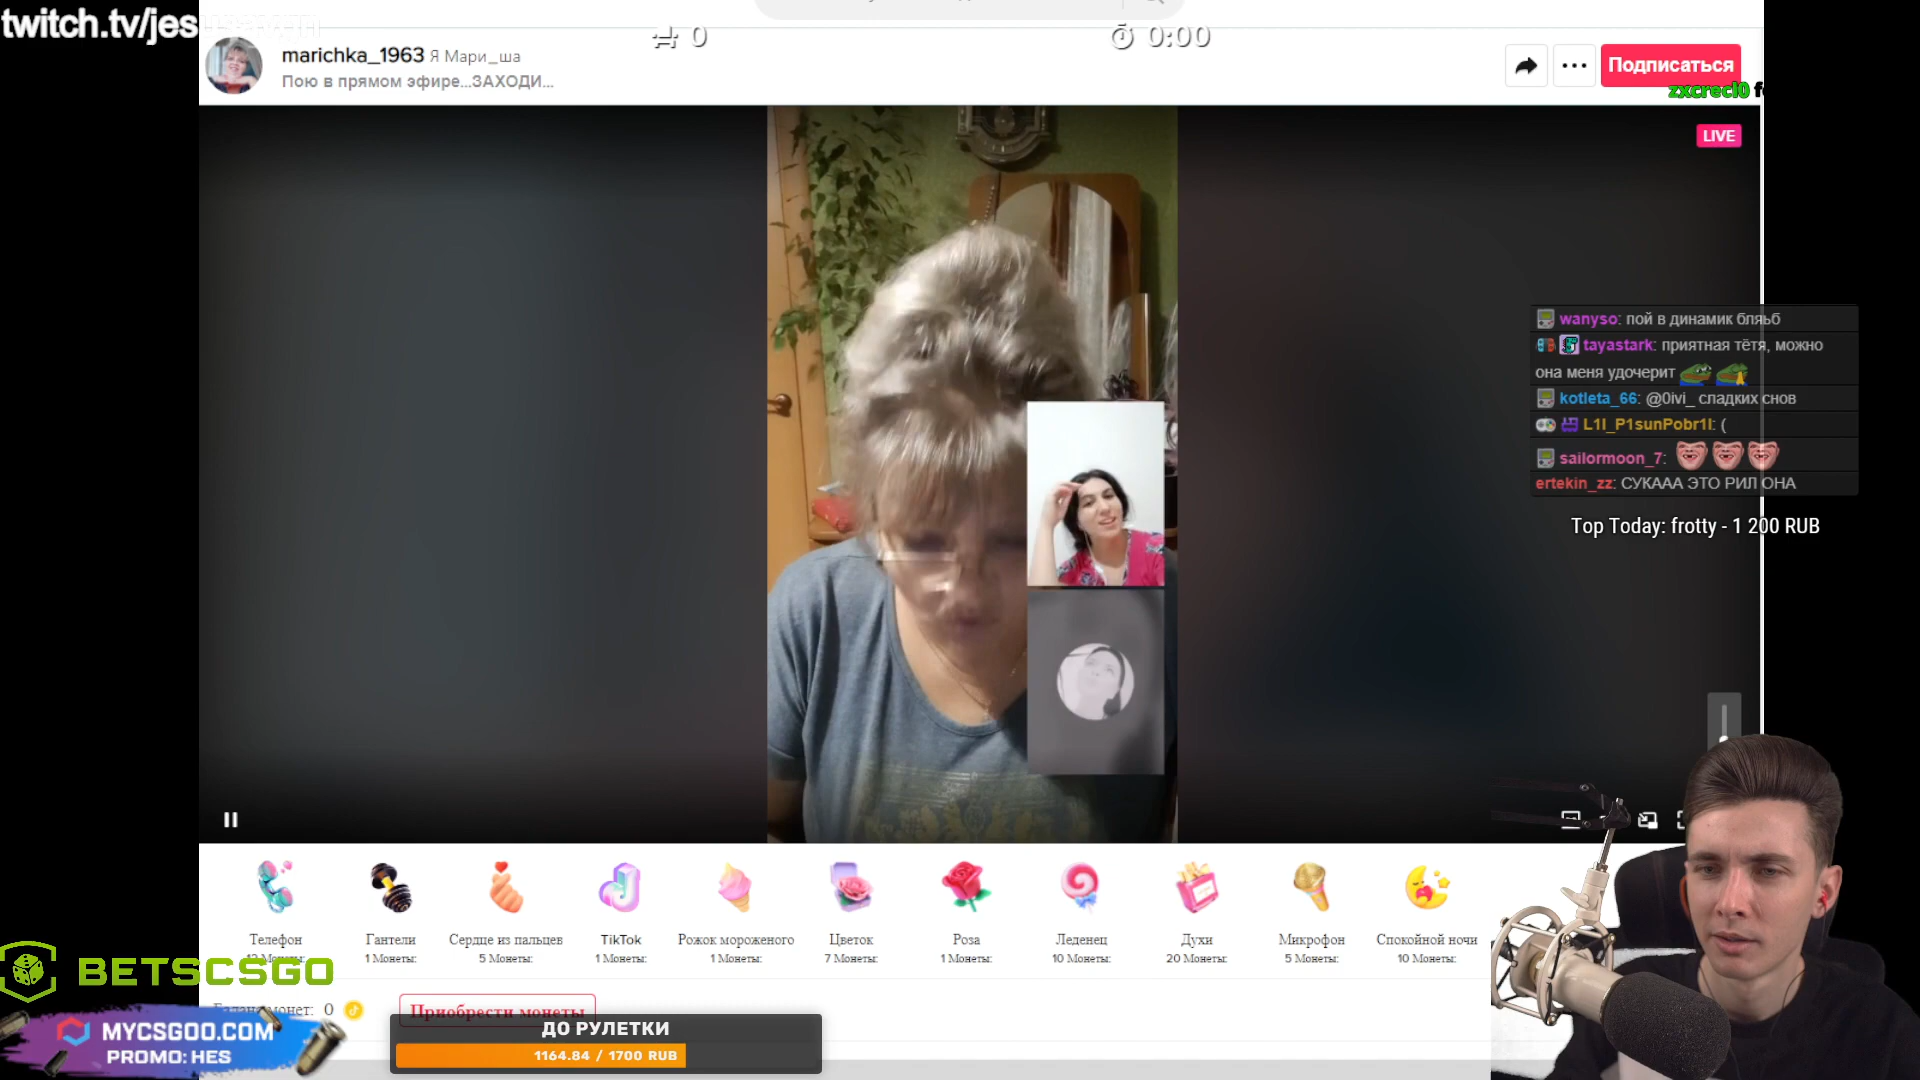 twitch.tv/jes
0
0:00
marichka_1963 Я Мари_ша
Пою в прямом эфире...ЗАХОДИ...
Подписаться
zxcrecl0
LIVE
wanyso: пой в динамик бляьб
tayastark: приятная тётя, можно
она меня удочерит
kotleta_66: @0ivi_ сладких снов
L1l_P1sunPobr1l: (
sailormoon_7:
ertekin_zz: СУКААА ЭТО РИЛ ОНА
Top Today: frotty - 1 200 RUB
Телефон
Гантели
Сердце из пальцев
TikTok
Рожок мороженого
Цветок
Роза
Леденец
Духи
Микрофон
Спокойной ночи
Монеты:
1 Монеты:
5 Монеты:
1 Монеты:
1 Монеты:
7 Монеты:
1 Монеты:
10 Монеты:
20 Монеты:
5 Монеты:
10 Монеты:
BETSCSGO
монет: 0
Приобрести монеты
MYCSGOO.COM
PROMO: HES
ДО РУЛЕТКИ
1164.84 / 1700 RUB